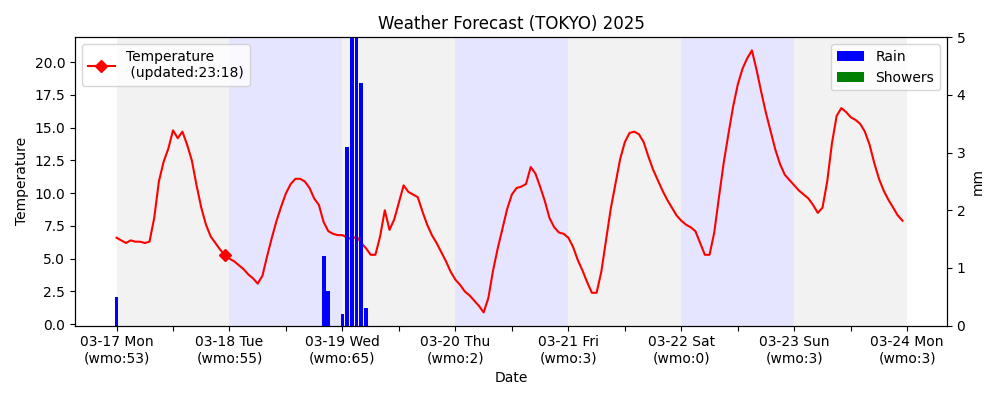 Weather Forecast (TOKYO) 2025
Temperature
(updated:23:18)
Rain
Showers
Temperature
20.0
17.5
15.0
12.5
10.0
7.5
5.0
2.5
0.0
5
4
3
2
1
0
mm
03-17 Mon
(wmo:53)
03-18 Tue
(wmo:55)
03-19 Wed
(wmo:65)
03-20 Thu
(wmo:2)
03-21 Fri
(wmo:3)
03-22 Sat
(wmo:0)
03-23 Sun
(wmo:3)
03-24 Mon
(wmo:3)
Date